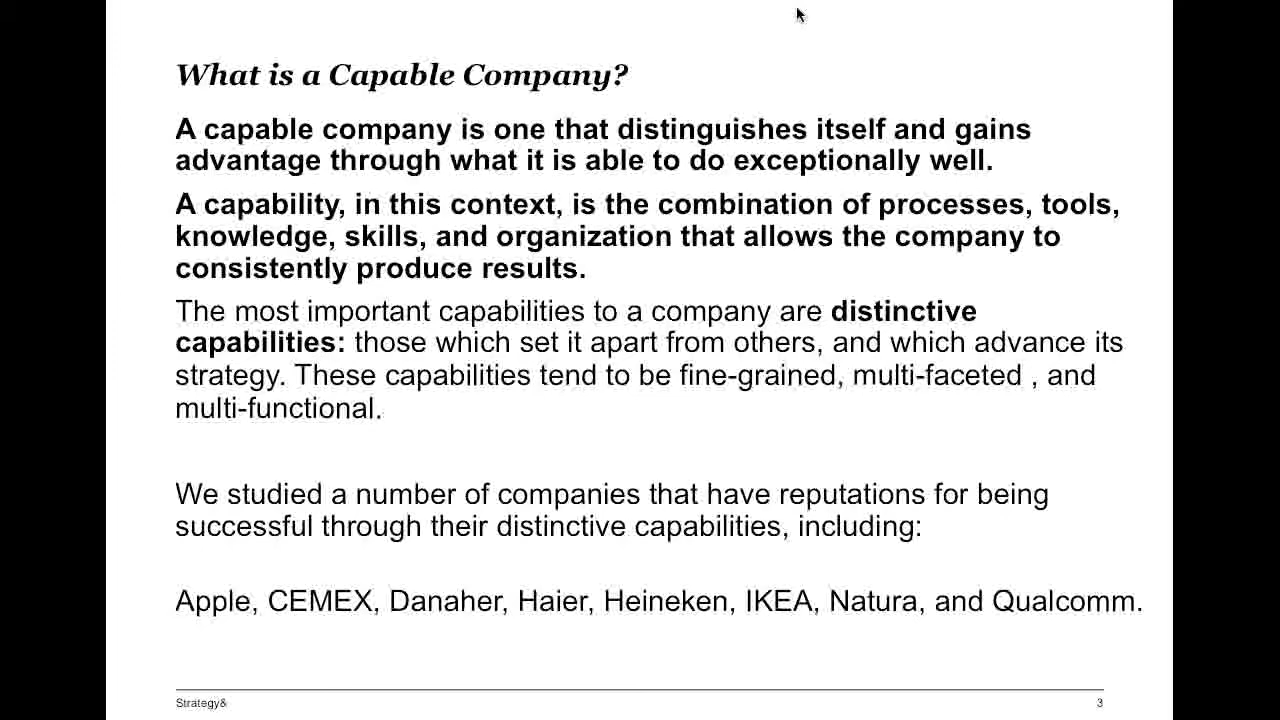 What is a Capable Company?
A capable company is one that distinguishes itself and gains
advantage through what it is able to do exceptionally well.
A capability, in this context, is the combination of processes, tools,
knowledge, skills, and organization that allows the company to
consistently produce results.
The most important capabilities to a company are distinctive
capabilities: those which set it apart from others, and which advance its
strategy. These capabilities tend to be fine-grained, multi-faceted , and
multi-functional.
We studied a number of companies that have reputations for being
successful through their distinctive capabilities, including:
Apple, CEMEX, Danaher, Haier, Heineken, IKEA, Natura, and Qualcomm.
Strategy& 3